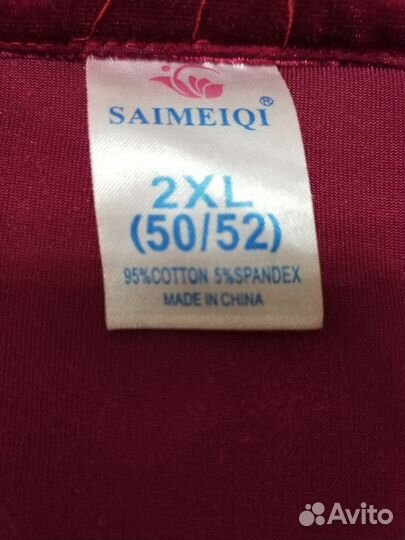 SAIMEIQI®
2XL
(50/52)
95%COTTON 5%SPANDEX
MADE IN CHINA
Avito